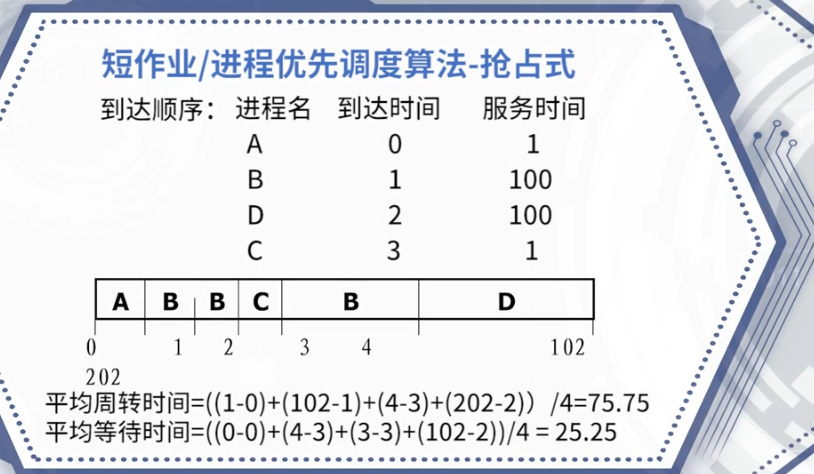 短作业/进程优先调度算法-抢占式
到达顺序： 进程名 到达时间 服务时间
A 0 1
B 1 100
D 2 100
C 3 1
A B B C B D
0 1 2 3 4 102
202
平均周转时间=((1-0)+(102-1)+(4-3)+(202-2)）/4=75.75
平均等待时间=((0-0)+(4-3)+(3-3)+(102-2))/4 = 25.25